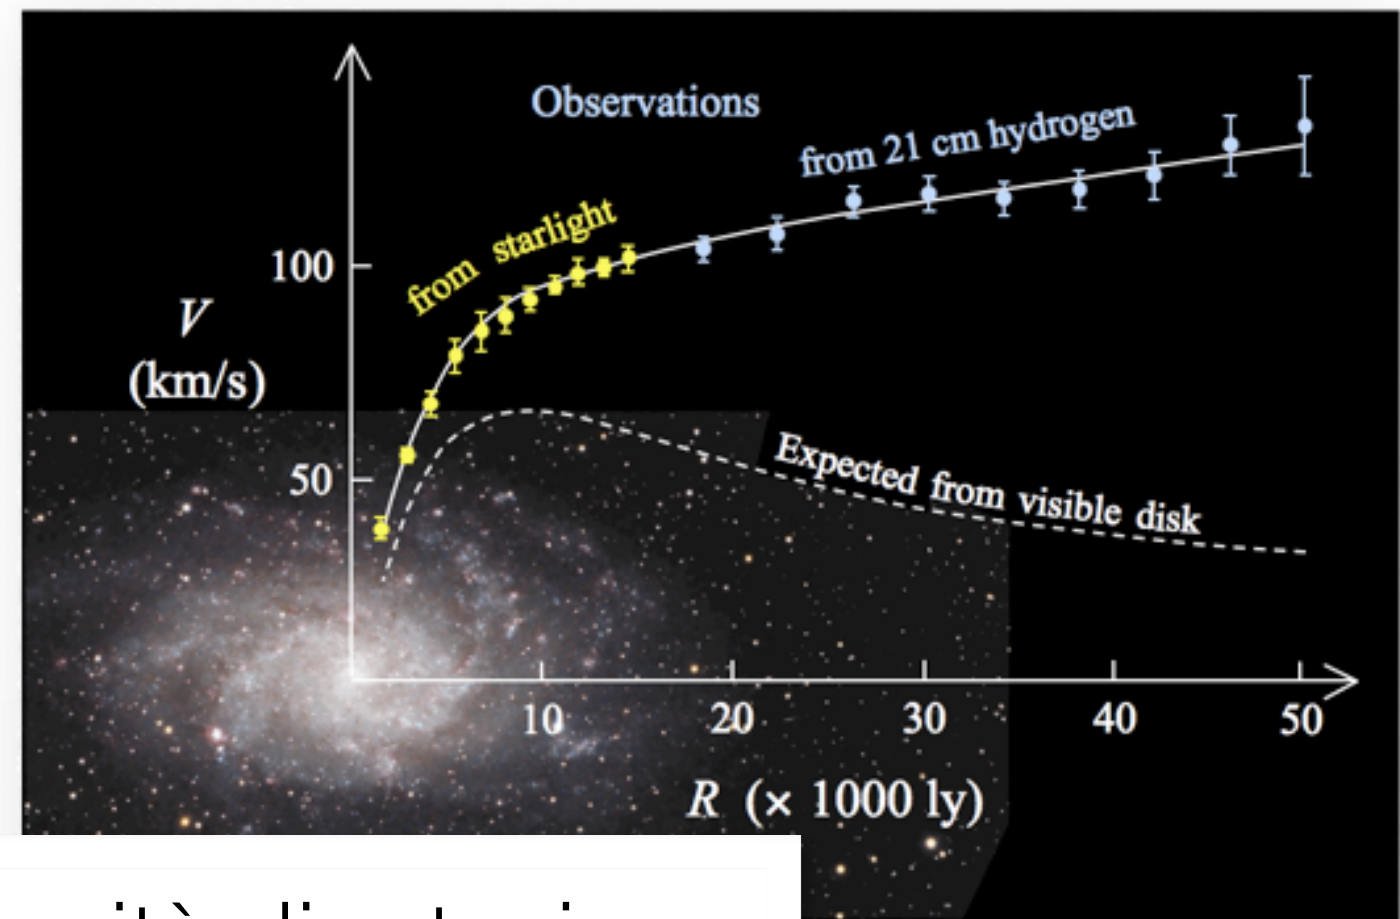 Observations
from 21 cm hydrogen
from starlight
100
V
(km/s)
50
Expected from visible disk
10 20 30 40 50
R (× 1000 ly)